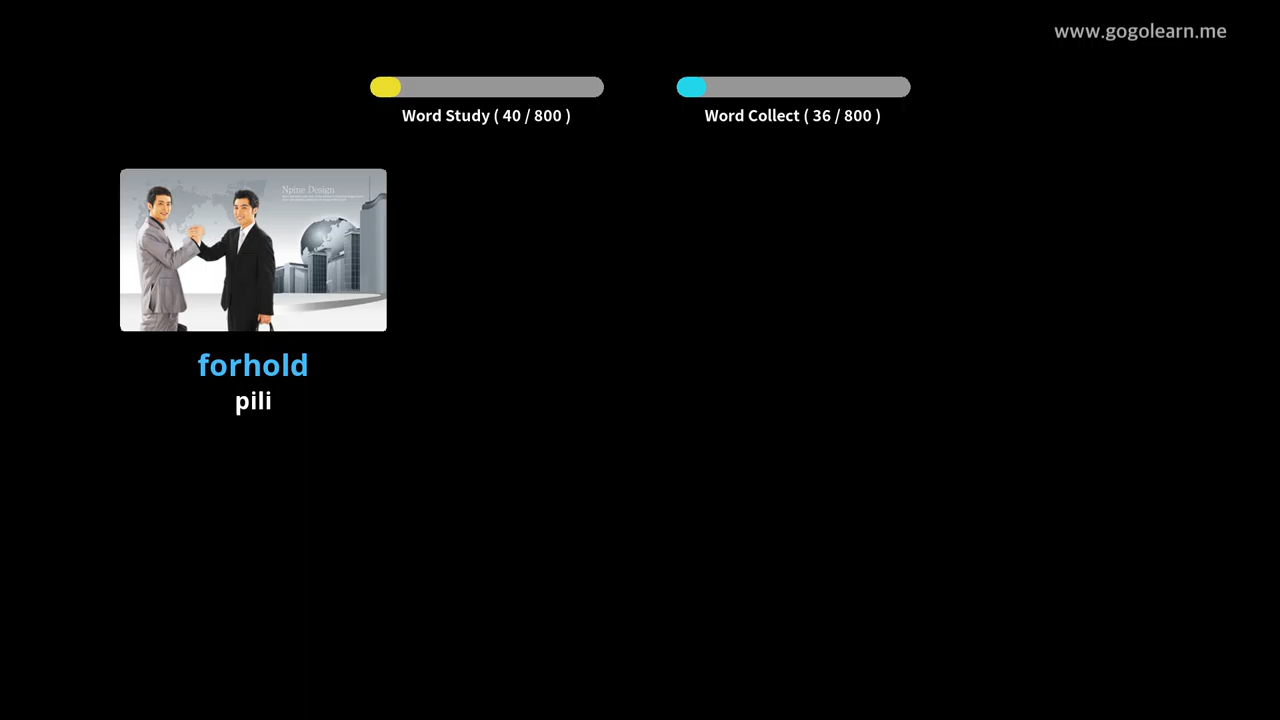 www.gogolearn.me
Word Study ( 40 / 800 )
Word Collect ( 36 / 800 )
Npine Design
forhold
pili